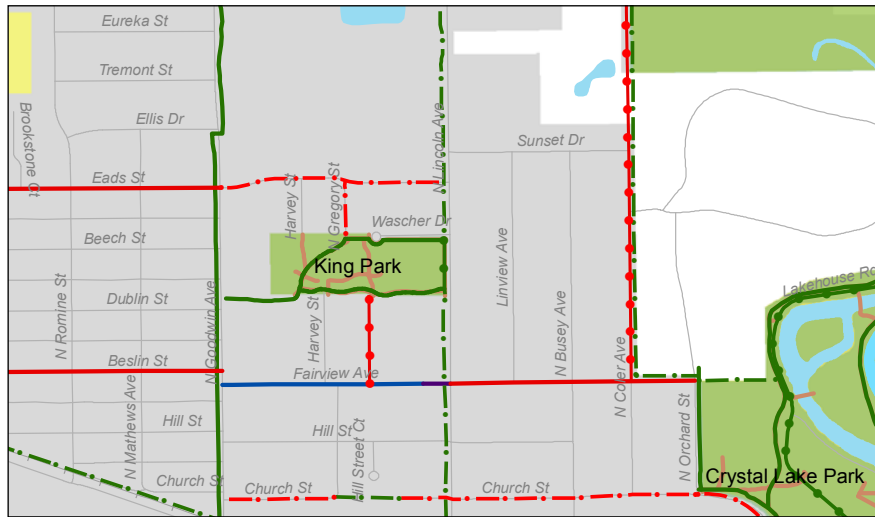 Eureka St
Tremont St
Ellis Dr
Brookstone Ct
Eads St
Sunset Dr
N Lincoln Ave
Harvey St
N Gregory St
Wascher Dr
Beech St
King Park
Lakehouse Ro
Linview Ave
Dublin St
N Romine St
N Goodwin Ave
Harvey St
N Busey Ave
N Coler Ave
Beslin St
Fairview Ave
N Mathews Ave
Hill St
Hill St
Hill Street Ct
N Orchard St
Crystal Lake Park
Church St
Church St
Church St